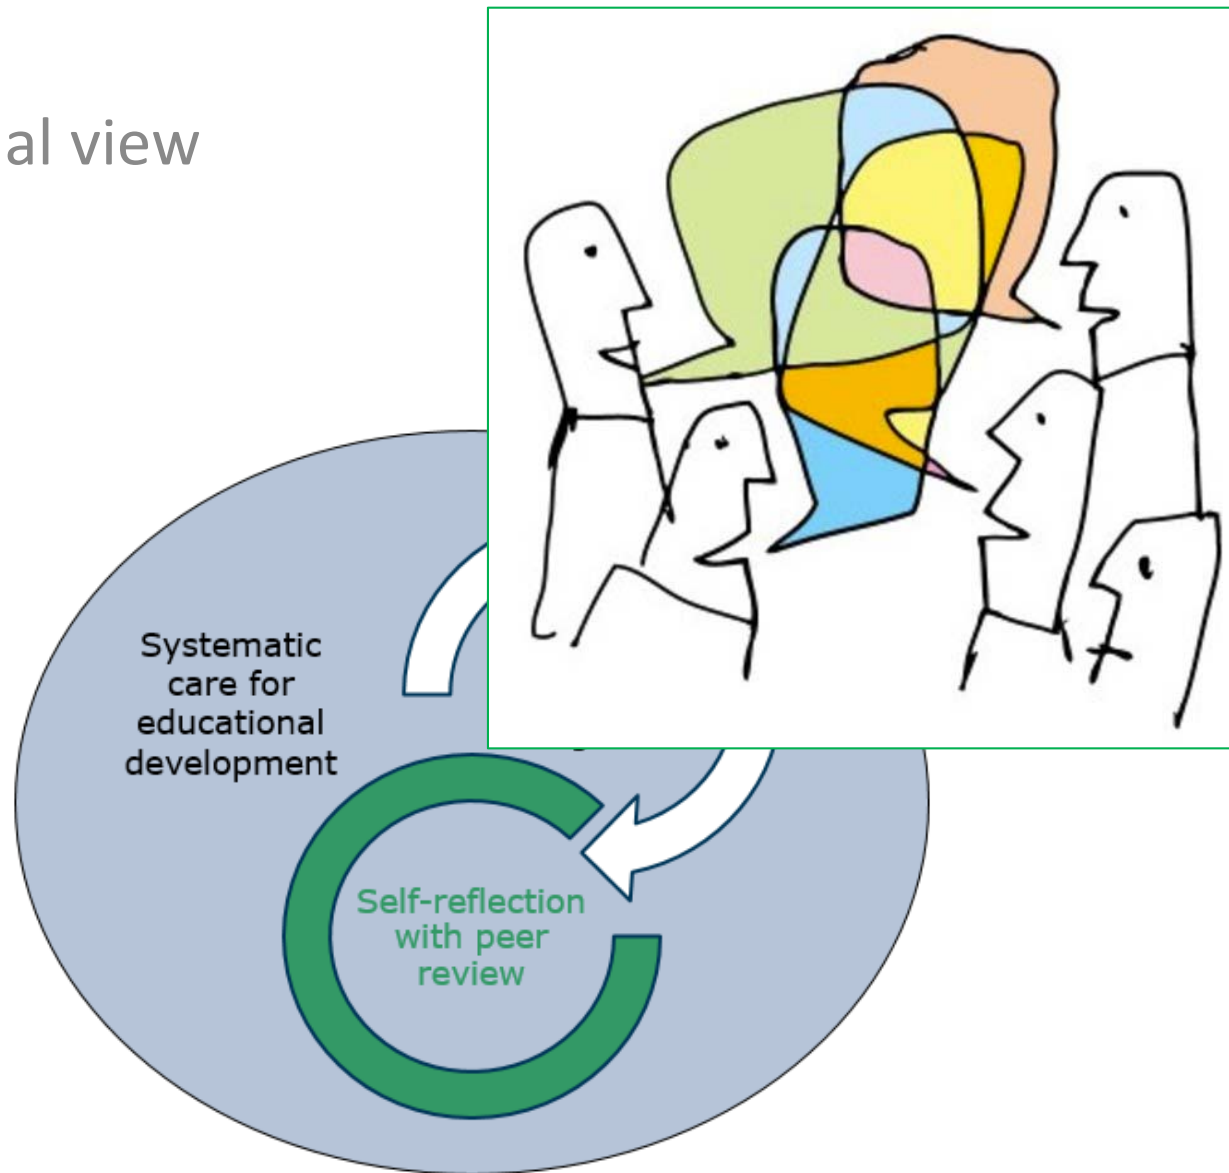 al view
Systematic
care for
educational
development
Self-reflection
with peer
review